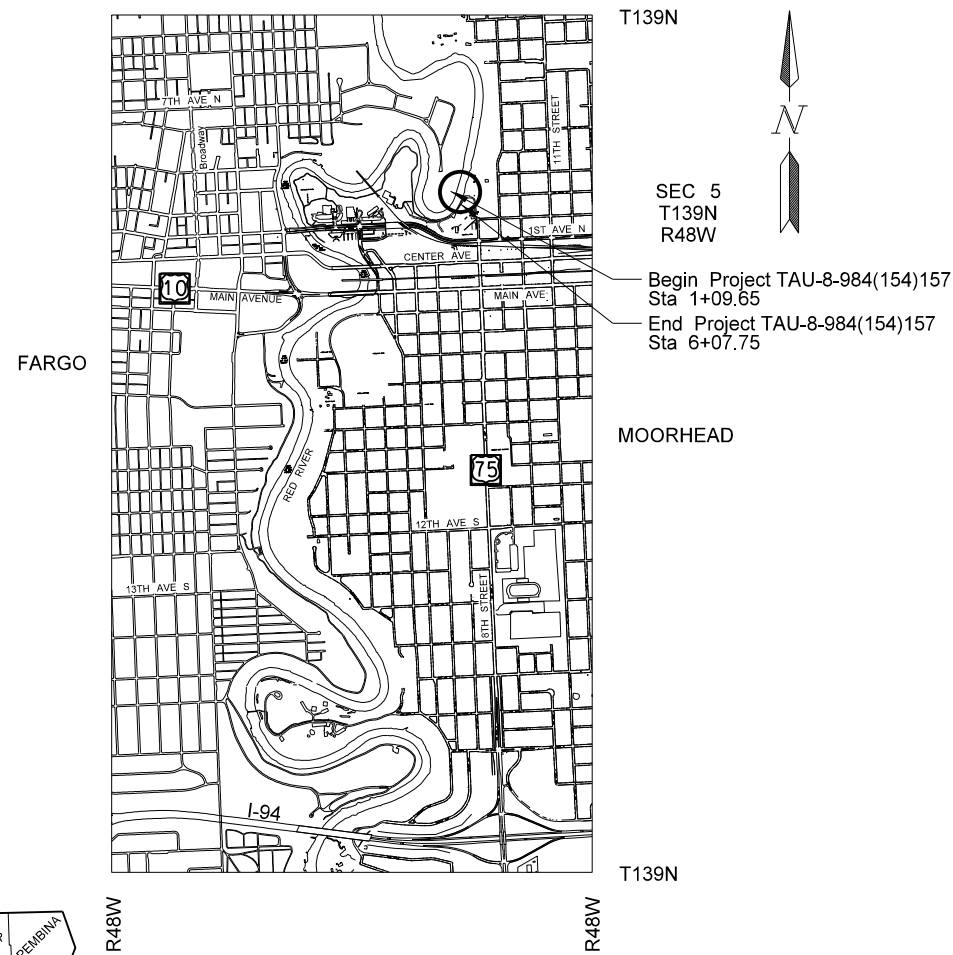 T139N
7TH AVE N
Broadway
11TH STREET
N
SEC 5
T139N
R48W
1ST AVE N
CENTER AVE
10
MAIN AVENUE
MAIN AVE.
Begin Project TAU-8-984(154)157
Sta 1+09.65
End Project TAU-8-984(154)157
Sta 6+07.75
FARGO
MOORHEAD
RED RIVER
75
12TH AVE S
13TH AVE S
8TH STREET
I-94
T139N
R48W
R48W
PEMBINA